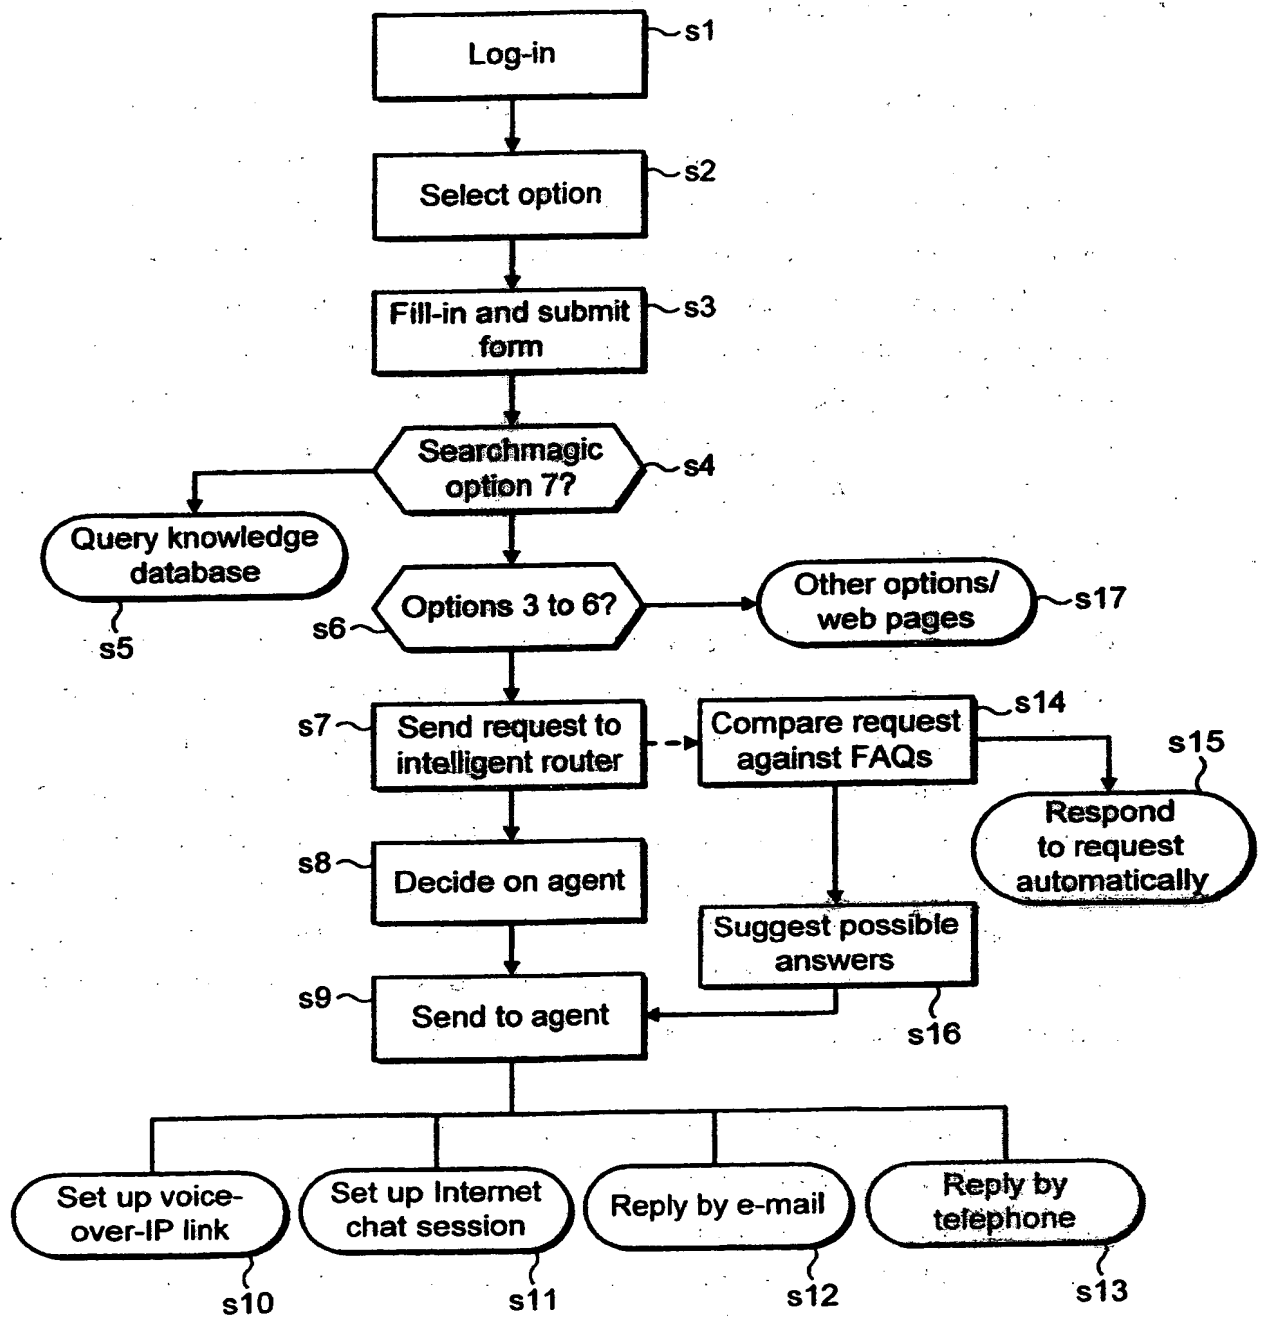 Log-in
s1
Select option
s2
Fill-in and submit
form
s3
Searchmagic
option 7?
s4
Query knowledge
database
s5
Options 3 to 6?
s6
Other options/
web pages
s17
s7
Send request to
intelligent router
Compare request
against FAQs
s14
s15
Respond
to request
automatically
s8
Decide on agent
Suggest possible
answers
s16
s9
Send to agent
Set up voice-
over-IP link
s10
Set up Internet
chat session
s11
Reply by e-mail
s12
Reply by
telephone
s13